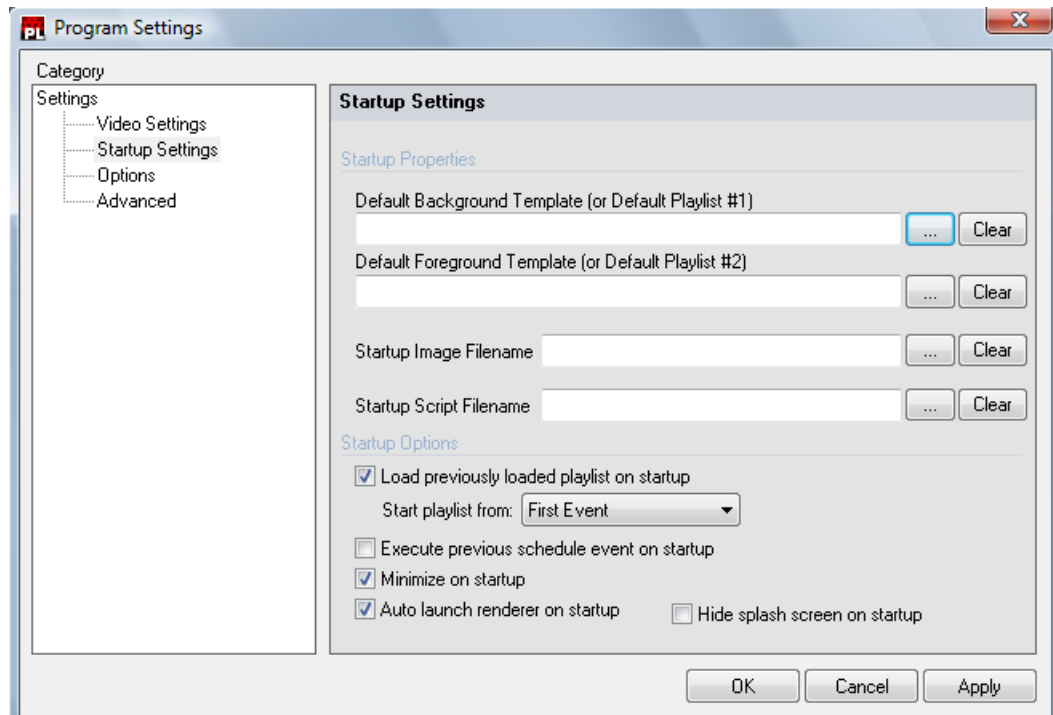 PL Program Settings
Category
Settings
Video Settings
Startup Settings
Options
Advanced
Startup Settings
Startup Properties
Default Background Template (or Default Playlist #1)
... Clear
Default Foreground Template (or Default Playlist #2)
... Clear
Startup Image Filename ... Clear
Startup Script Filename ... Clear
Startup Options
Load previously loaded playlist on startup
Start playlist from: First Event
Execute previous schedule event on startup
Minimize on startup
Auto launch renderer on startup Hide splash screen on startup
OK Cancel Apply